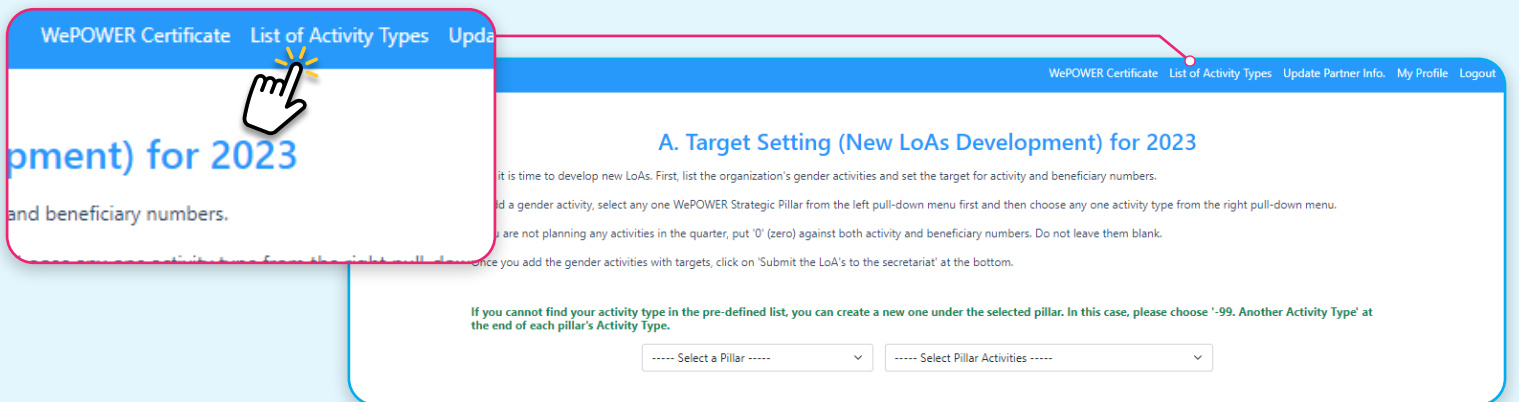 WePOWER Certificate List of Activity Types Upda
pment) for 2023
and beneficiary numbers.
WePOWER Certificate List of Activity Types Update Partner Info. My Profile Logout
A. Target Setting (New LoAs Development) for 2023
it is time to develop new LoAs. First, list the organization's gender activities and set the target for activity and beneficiary numbers.
d a gender activity, select any one WePOWER Strategic Pillar from the left pull-down menu first and then choose any one activity type from the right pull-down menu.
are not planning any activities in the quarter, put '0' (zero) against both activity and beneficiary numbers. Do not leave them blank.
Once you add the gender activities with targets, click on 'Submit the LoA's to the secretariat' at the bottom.
If you cannot find your activity type in the pre-defined list, you can create a new one under the selected pillar. In this case, please choose '-99. Another Activity Type' at
the end of each pillar's Activity Type.
----- Select a Pillar ----- ----- Select Pillar Activities -----